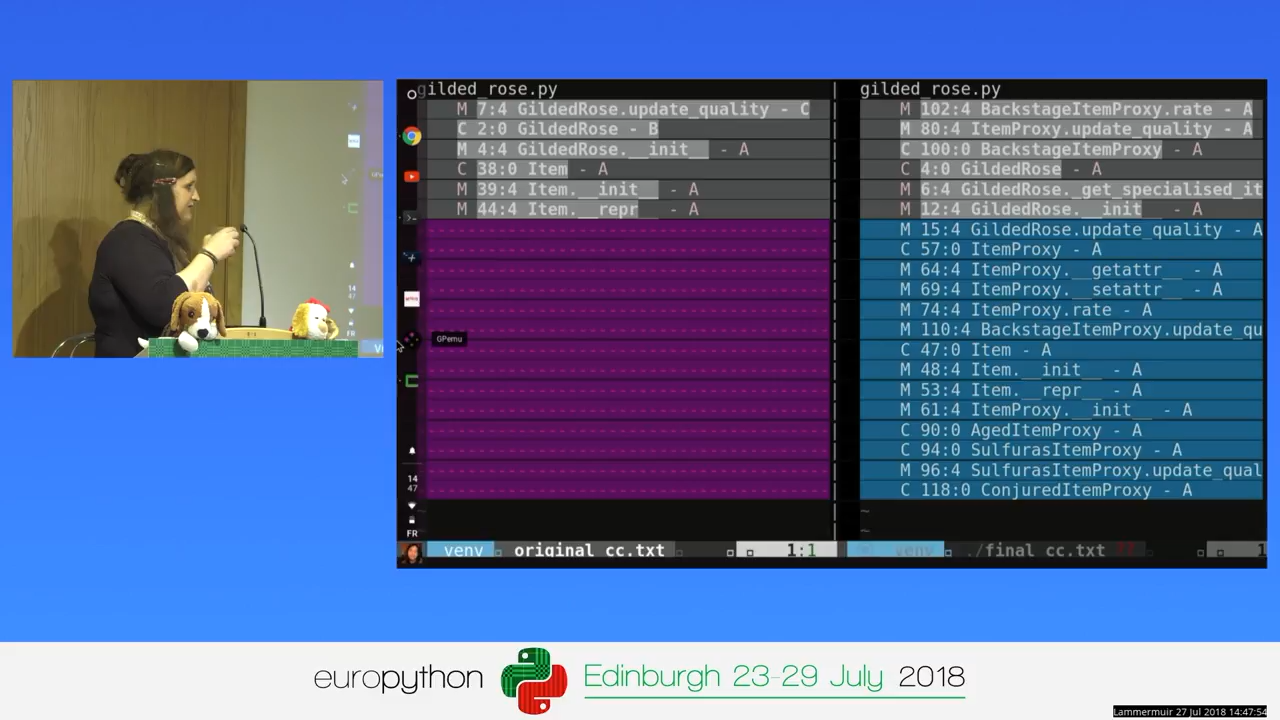 gilded_rose.py
M 7:4 GildedRose.update_quality - C
C 2:0 GildedRose - B
M 4:4 GildedRose.__init__ - A
C 38:0 Item - A
M 39:4 Item.__init__ - A
M 44:4 Item.__repr__ - A
GPemu
14
47
FR
venv original_cc.txt 1:1
gilded_rose.py
M 102:4 BackstageItemProxy.rate - A
M 80:4 ItemProxy.update_quality - A
C 100:0 BackstageItemProxy - A
C 4:0 GildedRose - A
M 6:4 GildedRose._get_specialised_it
M 12:4 GildedRose.__init__ - A
M 15:4 GildedRose.update_quality - A
C 57:0 ItemProxy - A
M 64:4 ItemProxy.__getattr__ - A
M 69:4 ItemProxy.__setattr__ - A
M 74:4 ItemProxy.rate - A
M 110:4 BackstageItemProxy.update_qu
C 47:0 Item - A
M 48:4 Item.__init__ - A
M 53:4 Item.__repr__ - A
M 61:4 ItemProxy.__init__ - A
C 90:0 AgedItemProxy - A
C 94:0 SulfurasItemProxy - A
M 96:4 SulfurasItemProxy.update_qual
C 118:0 ConjuredItemProxy - A
~
~
venv ./final_cc.txt 1
europython Edinburgh 23-29 July 2018
Lammermuir 27 Jul 2018 14:47:54